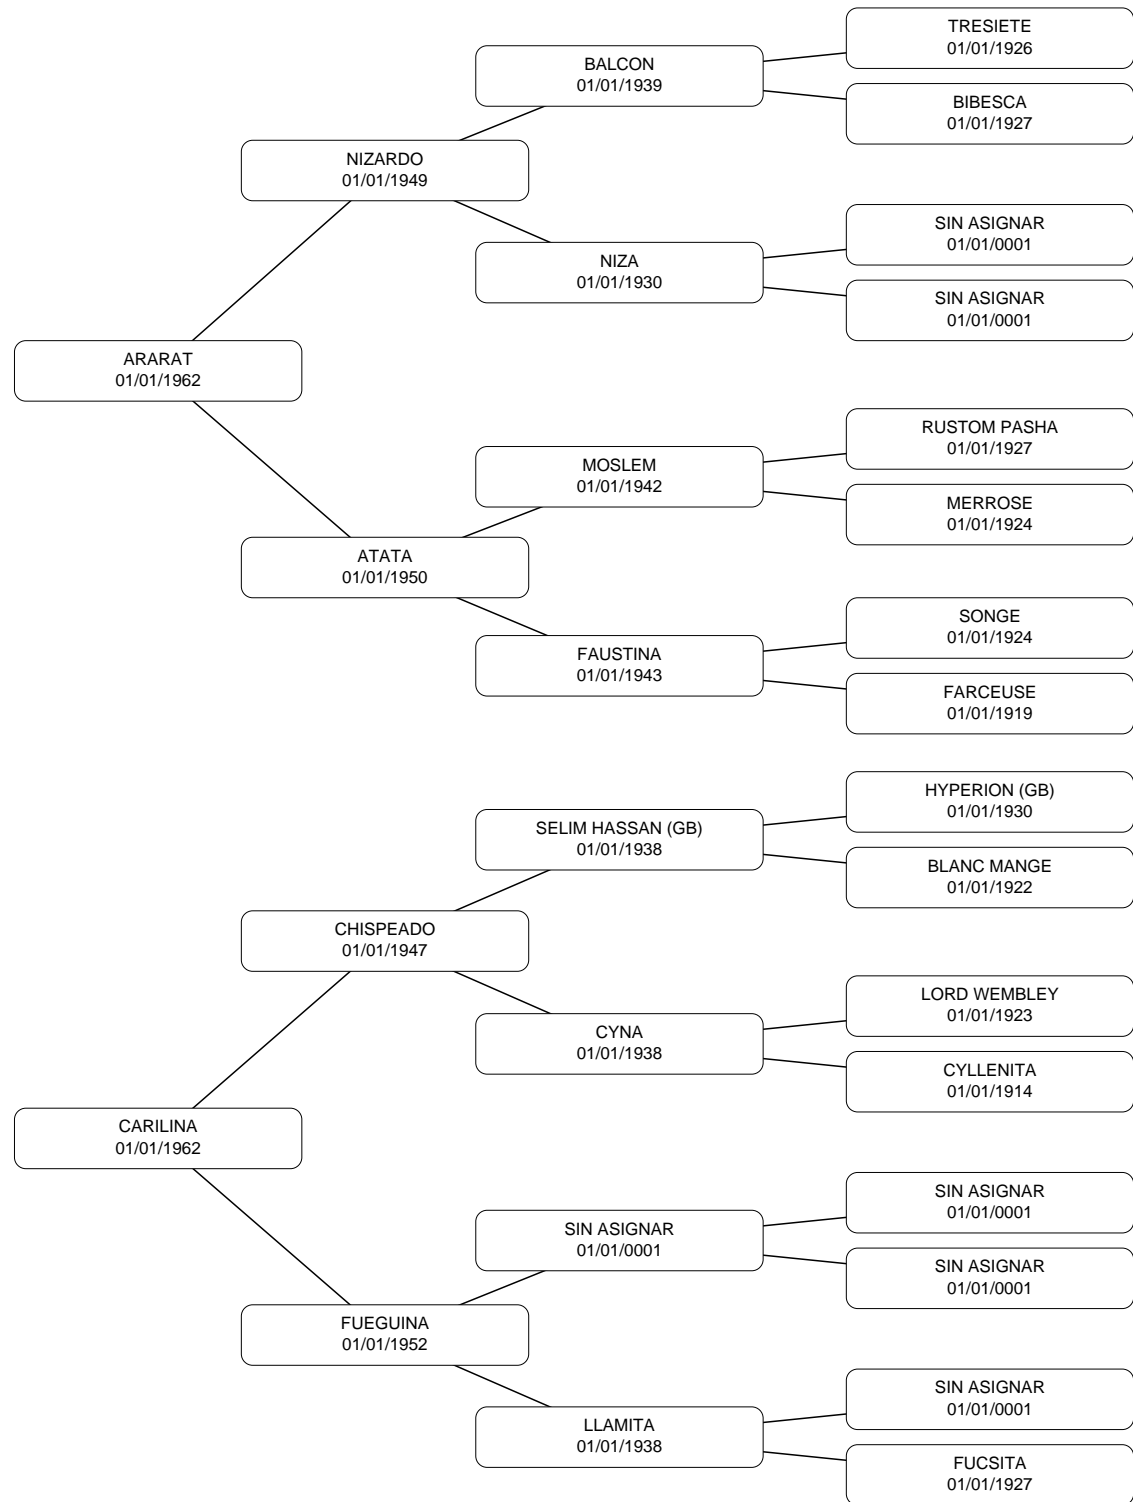 TRESIETE
01/01/1926
BALCON
01/01/1939
BIBESCA
01/01/1927
NIZARDO
01/01/1949
SIN ASIGNAR
01/01/0001
NIZA
01/01/1930
SIN ASIGNAR
01/01/0001
ARARAT
01/01/1962
RUSTOM PASHA
01/01/1927
MOSLEM
01/01/1942
MERROSE
01/01/1924
ATATA
01/01/1950
SONGE
01/01/1924
FAUSTINA
01/01/1943
FARCEUSE
01/01/1919
HYPERION (GB)
01/01/1930
SELIM HASSAN (GB)
01/01/1938
BLANC MANGE
01/01/1922
CHISPEADO
01/01/1947
LORD WEMBLEY
01/01/1923
CYNA
01/01/1938
CYLLENITA
01/01/1914
CARILINA
01/01/1962
SIN ASIGNAR
01/01/0001
SIN ASIGNAR
01/01/0001
SIN ASIGNAR
01/01/0001
FUEGUINA
01/01/1952
SIN ASIGNAR
01/01/0001
LLAMITA
01/01/1938
FUCSITA
01/01/1927